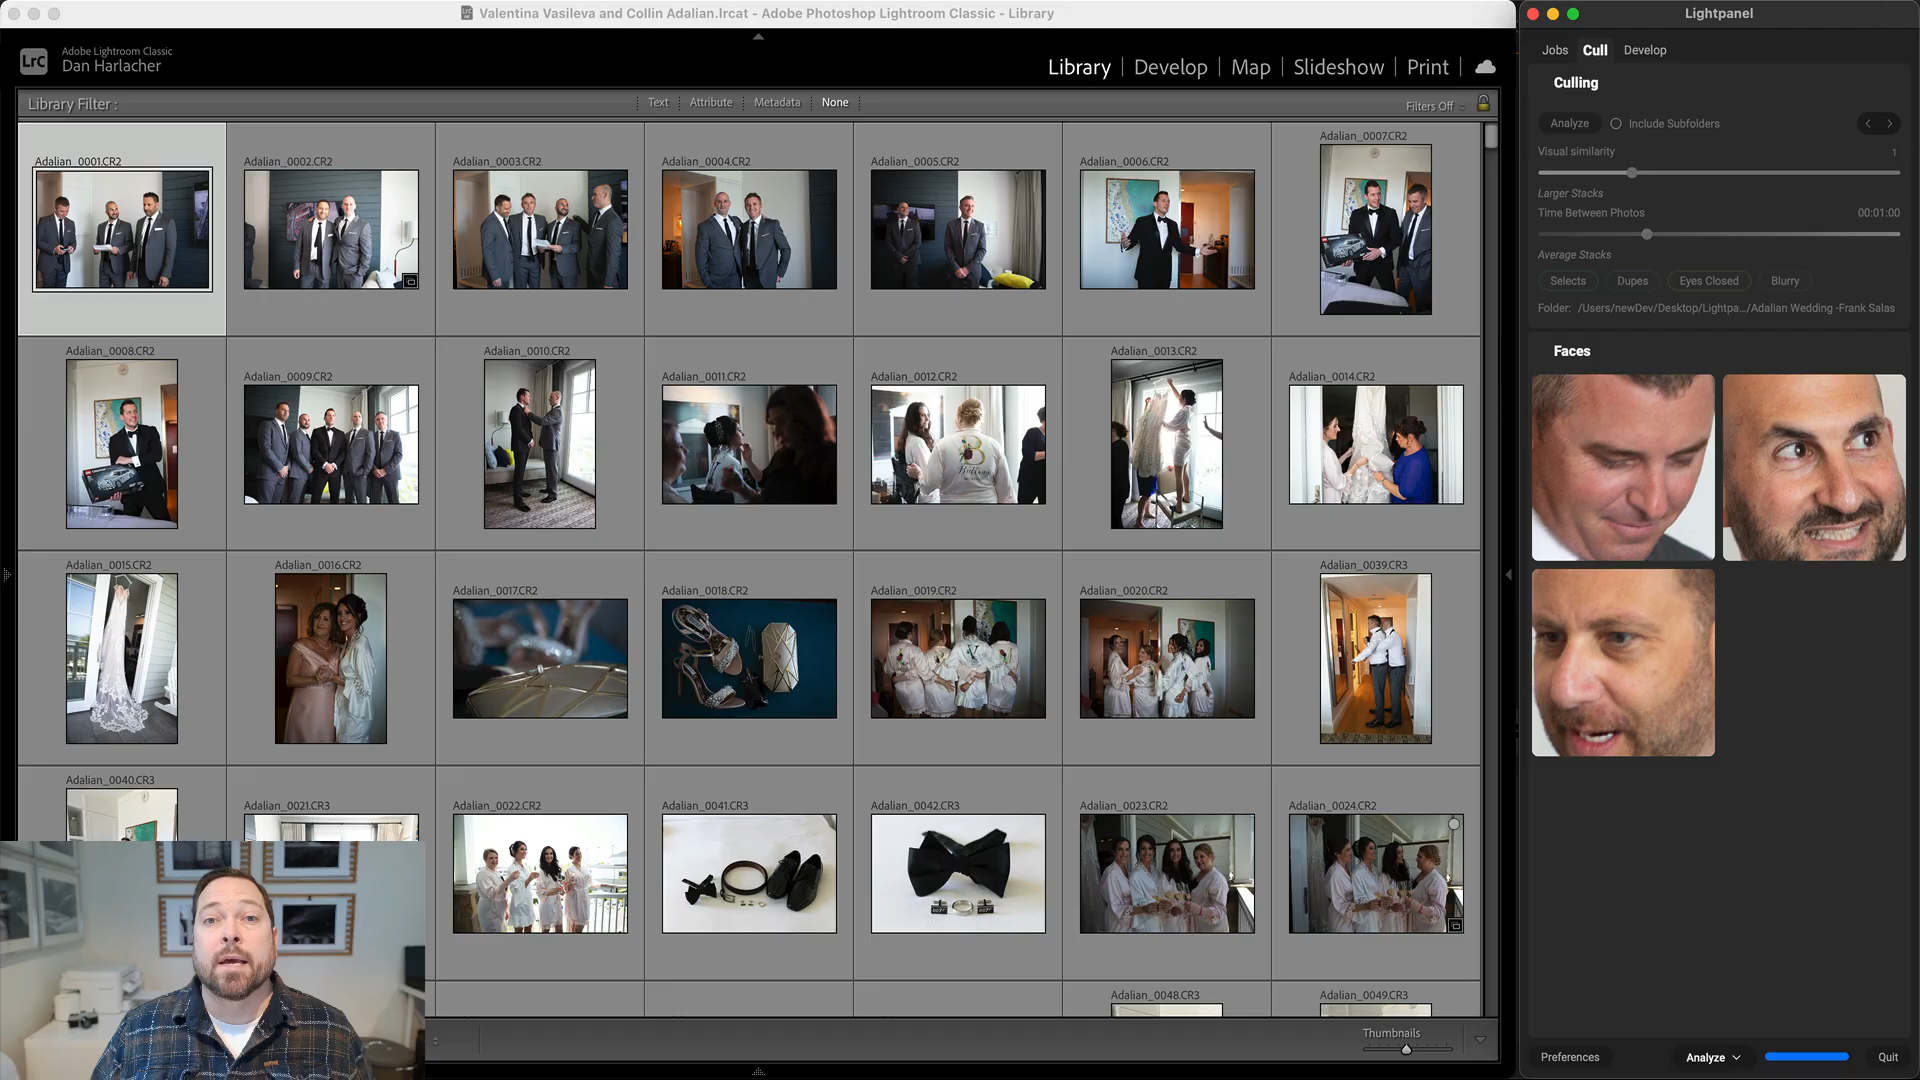 Valentina Vasileva and Collin Adalian.lrcat - Adobe Photoshop Lightroom Classic - Library
Lightpanel
LrC
Adobe Lightroom Classic
Dan Harlacher
Library
Develop
Map
Slideshow
Print
Jobs
Cull
Develop
Library Filter :
Text
Attribute
Metadata
None
Filters Off
Culling
Analyze
Include Subfolders
Visual similarity
1
Larger Stacks
Time Between Photos
00:01:00
Average Stacks
Selects
Dupes
Eyes Closed
Blurry
Folder: /Users/newDev/Desktop/Lightpa.../Adalian Wedding -Frank Salas
Faces
Adalian_0001.CR2
Adalian_0002.CR2
Adalian_0003.CR2
Adalian_0004.CR2
Adalian_0005.CR2
Adalian_0006.CR2
Adalian_0007.CR2
Adalian_0008.CR2
Adalian_0009.CR2
Adalian_0010.CR2
Adalian_0011.CR2
Adalian_0012.CR2
Adalian_0013.CR2
Adalian_0014.CR2
Adalian_0015.CR2
Adalian_0016.CR2
Adalian_0017.CR2
Adalian_0018.CR2
Adalian_0019.CR2
Adalian_0020.CR2
Adalian_0039.CR3
Adalian_0040.CR3
Adalian_0021.CR3
Adalian_0022.CR2
Adalian_0041.CR3
Adalian_0042.CR3
Adalian_0023.CR2
Adalian_0024.CR2
Adalian_0048.CR3
Adalian_0049.CR3
Thumbnails
Preferences
Analyze
Quit